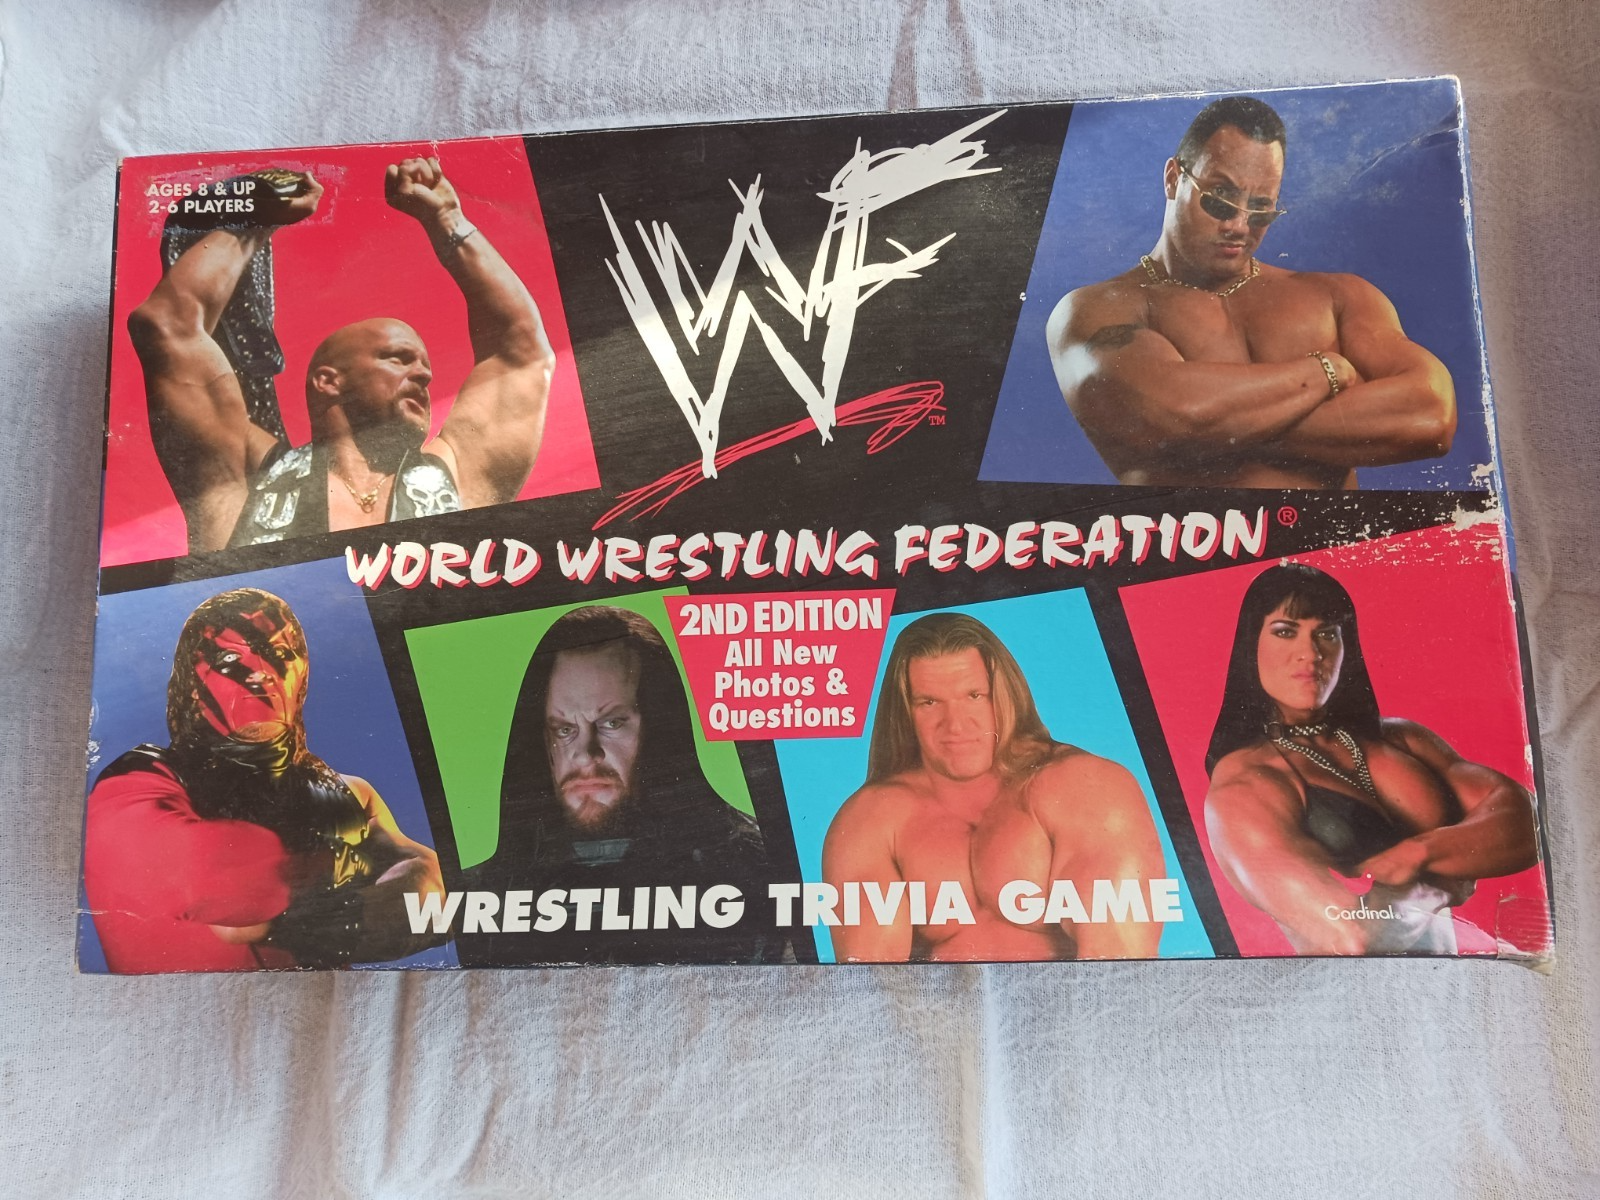 AGES 8 & UP
2-6 PLAYERS
WF
TM
WORLD WRESTLING FEDERATION®
2ND EDITION
All New
Photos &
Questions
WRESTLING TRIVIA GAME
Cardinal®